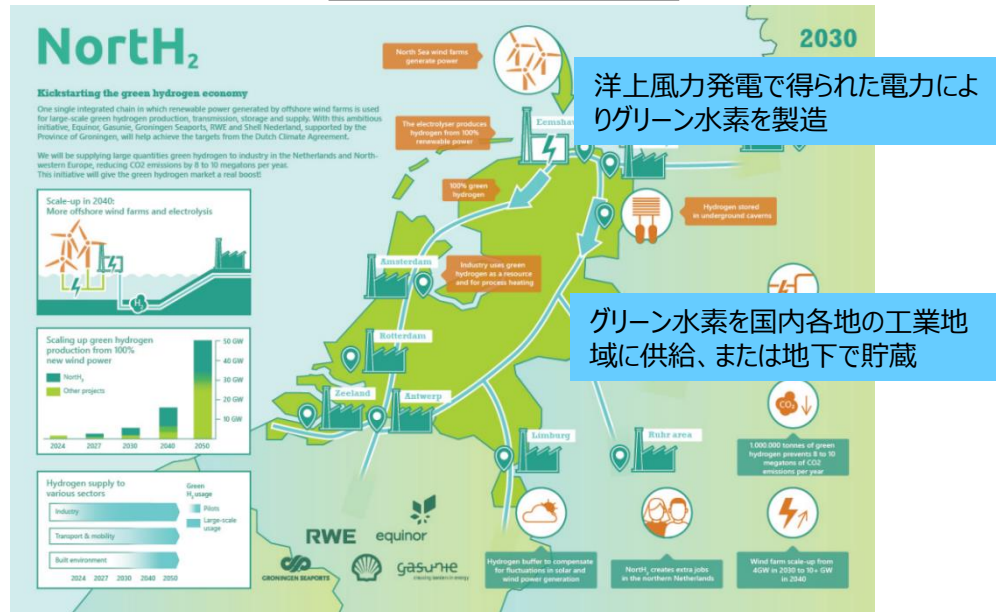 NortH₂
2030
Kickstarting the green hydrogen economy
One single integrated chain in which renewable power generated by offshore wind farms is used
for large-scale green hydrogen production, transmission, storage and supply. With this ambitious
initiative, Equinor, Gasunie, Groningen Seaports, RWE and Shell Nederland, supported by the
Province of Groningen, will help achieve the targets from the Dutch Climate Agreement.
We will be supplying large quantities green hydrogen to industry in the Netherlands and North-
western Europe, reducing CO2 emissions by 8 to 10 megatons per year.
This initiative will give the green hydrogen market a real boost!
North Sea wind farms
generate power
洋上風力発電で得られた電力によ
りグリーン水素を製造
The electrolyser produces
hydrogen from 100%
renewable power
100% green
hydrogen
Hydrogen stored
in underground caverns
Scale-up in 2040:
More offshore wind farms and electrolysis
H₂
Amsterdam
Industry uses green
hydrogen as a resource
and for process heating
グリーン水素を国内各地の工業地
域に供給、または地下で貯蔵
Scaling up green hydrogen
production from 100%
new wind power
NortH₂
Other projects
50 GW
40 GW
30 GW
20 GW
10 GW
2024 2027 2030 2040 2050
Rotterdam
Zeeland
Antwerp
Limburg
Ruhr area
CO₂
1.000.000 tonnes of green
hydrogen prevents 8 to 10
megatons of CO2
emissions per year
Hydrogen supply to
various sectors
Green
H₂ usage
Pilots
Large-scale
usage
Industry
Transport & mobility
Built environment
2024 2027 2030 2040 2050
RWE
equinor
GRONINGEN SEAPORTS
gasunie
Hydrogen buffer to compensate
for fluctuations in solar and
wind power generation
NortH₂ creates extra jobs
in the northern Netherlands
Wind farm scale-up from
4GW in 2030 to 10+ GW
in 2040